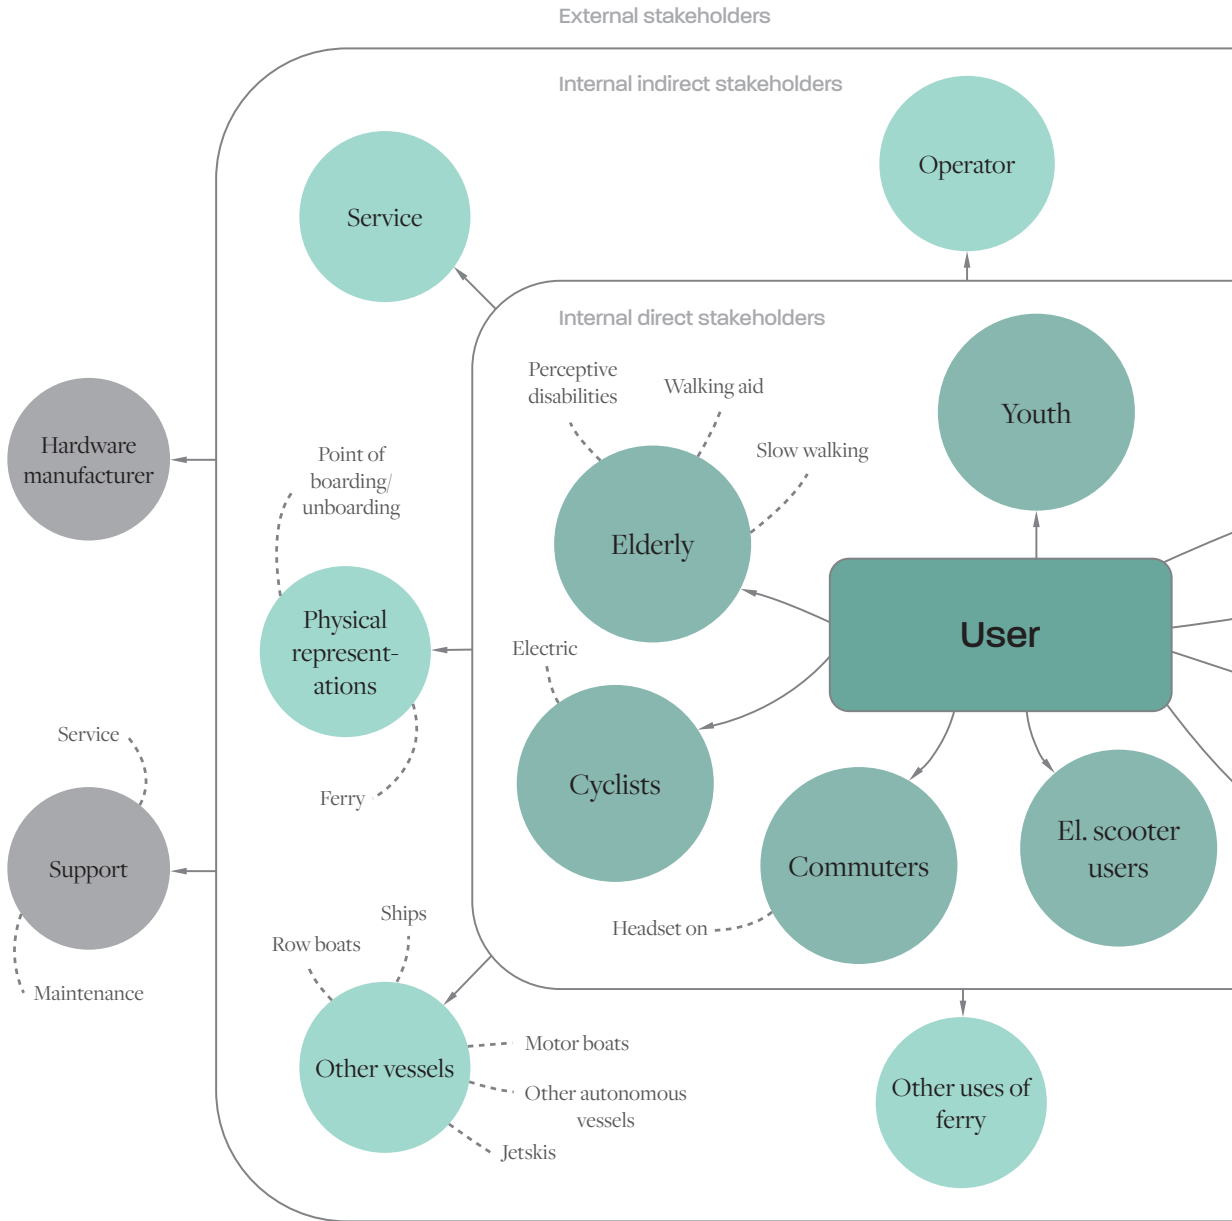 External stakeholders
Internal indirect stakeholders
Operator
Service
Internal direct stakeholders
Perceptive
disabilities
Walking aid
Slow walking
Youth
Hardware
manufacturer
Point of
boarding/
unboarding
Elderly
User
Physical
represent-
ations
Electric
Service
Ferry
Cyclists
El. scooter
users
Support
Commuters
Headset on
Ships
Row boats
Maintenance
Motor boats
Other vessels
Other autonomous
vessels
Jetskis
Other uses of
ferry